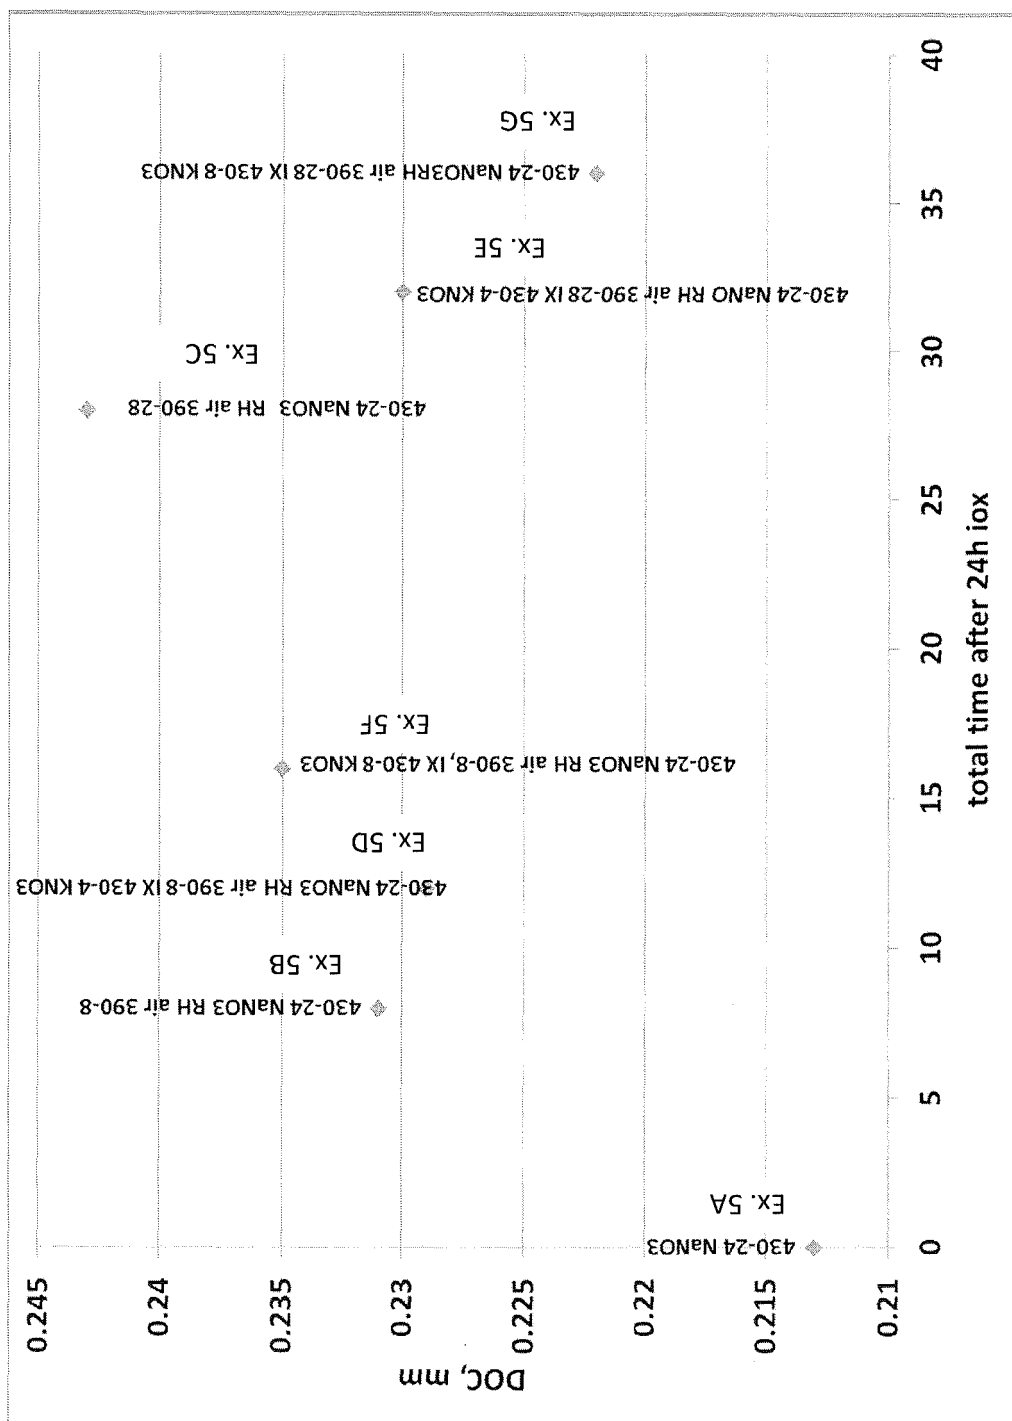 0.245
0.24
0.235
0.23
0.225
0.22
0.215
0.21
DOC, mm
0
5
10
15
20
25
30
35
40
total time after 24h iox
430-24 NaNO3
Ex. 5A
430-24 NaNO3 RH air 390-8
Ex. 5B
430-24 NaNO3 RH air 390-8 IX 430-4 KNO3
Ex. 5D
430-24 NaNO3 RH air 390-8, IX 430-8 KNO3
Ex. 5F
430-24 NaNO3 RH air 390-28
Ex. 5C
430-24 NaNO RH air 390-28 IX 430-4 KNO3
Ex. 5E
430-24 NaNO3RH air 390-28 IX 430-8 KNO3
Ex. 5G